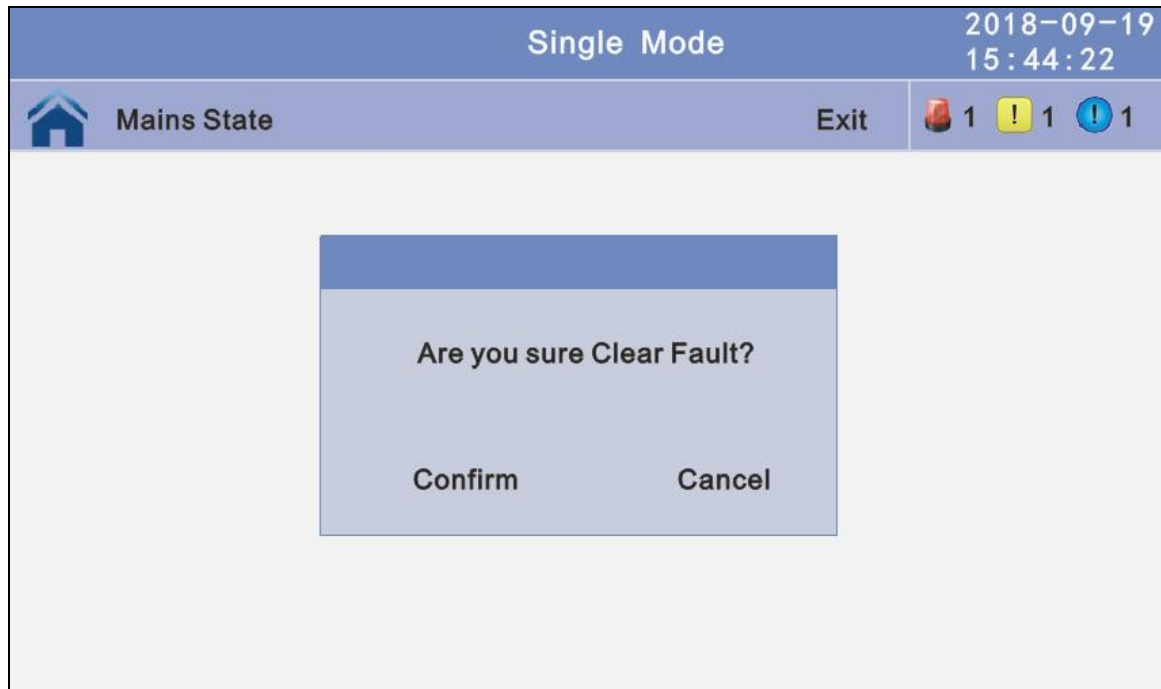 Single Mode
2018-09-19
15:44:22
Mains State
Exit
1 ! 1 ! 1
Are you sure Clear Fault?
Confirm
Cancel